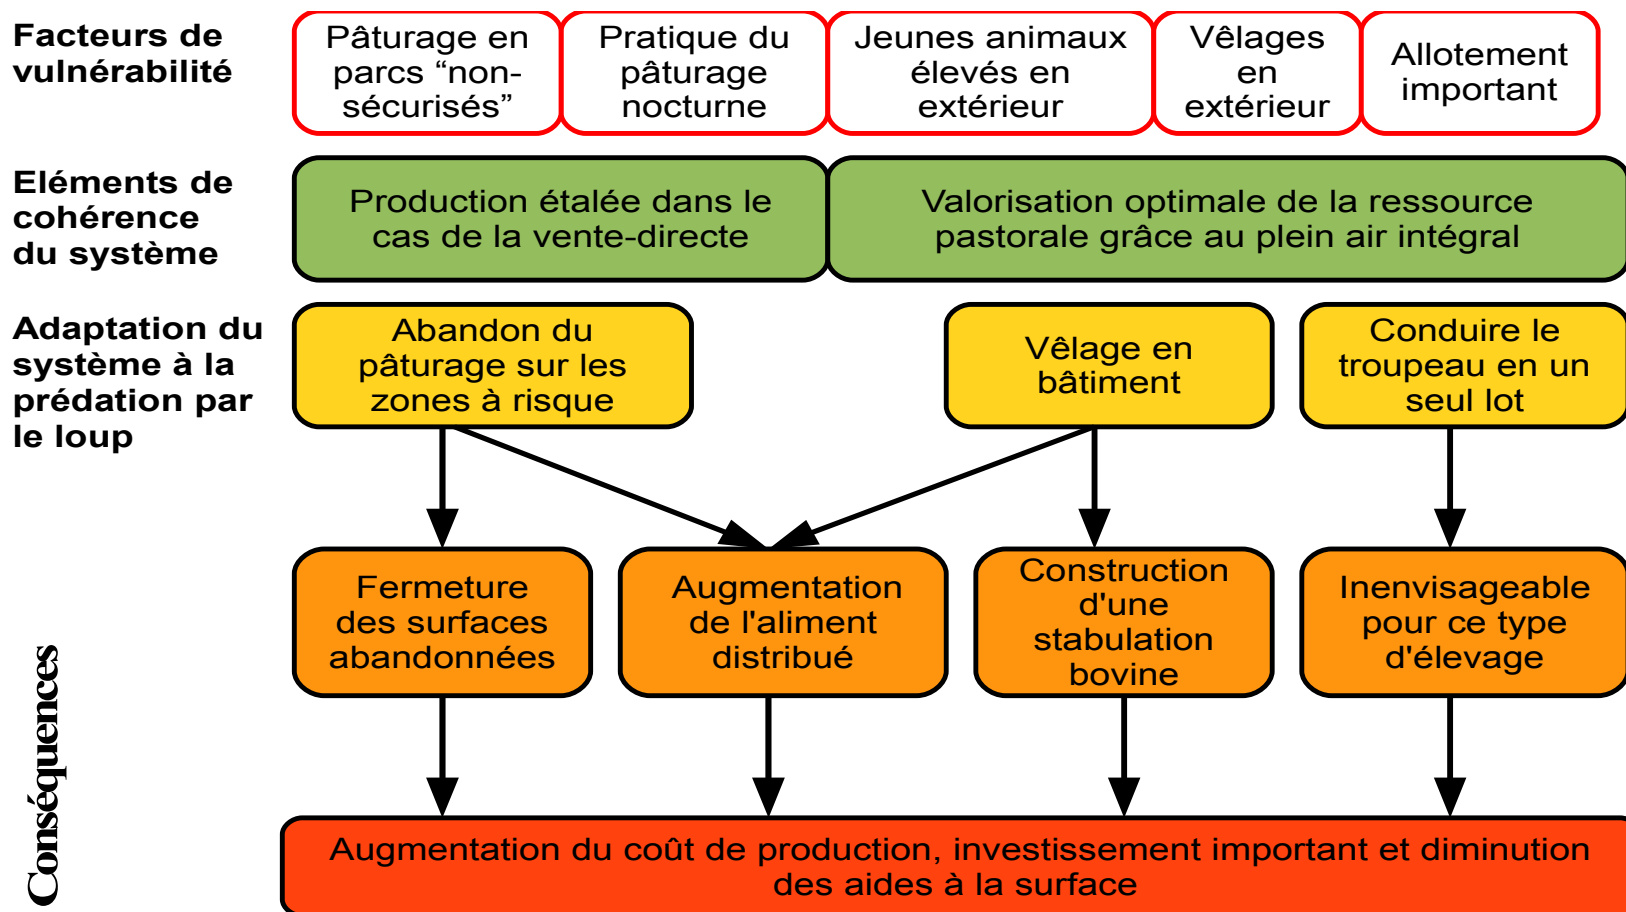 Facteurs de
vulnérabilité
Pâturage en
parcs “non-
sécurisés”
Pratique du
pâturage
nocturne
Jeunes animaux
élevés en
extérieur
Vêlages
en
extérieur
Allotement
important
Eléments de
cohérence
du système
Production étalée dans le
cas de la vente-directe
Valorisation optimale de la ressource
pastorale grâce au plein air intégral
Adaptation du
système à la
prédation par
le loup
Abandon du
pâturage sur les
zones à risque
Vêlage en
bâtiment
Conduire le
troupeau en un
seul lot
Conséquences
Fermeture
des surfaces
abandonnées
Augmentation
de l'aliment
distribué
Construction
d'une
stabulation
bovine
Inenvisageable
pour ce type
d'élevage
Augmentation du coût de production, investissement important et diminution
des aides à la surface